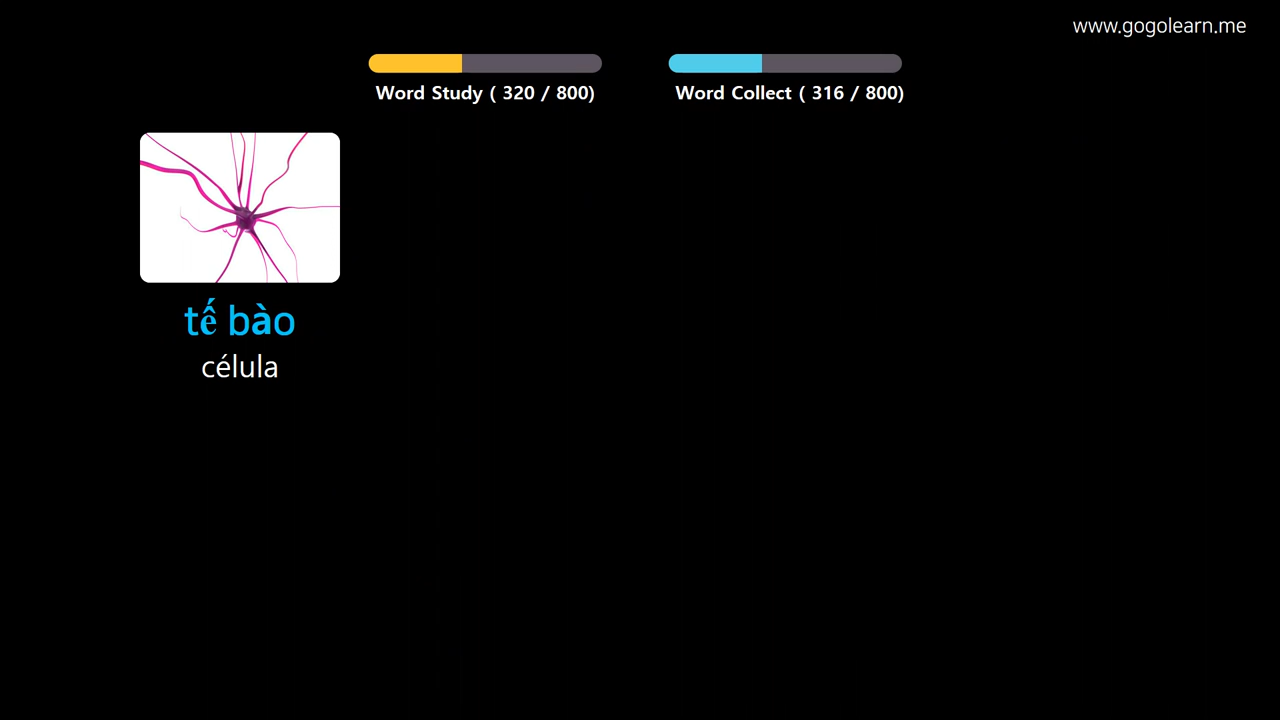 www.gogolearn.me
Word Study ( 320 / 800)
Word Collect ( 316 / 800)
tế bào
célula